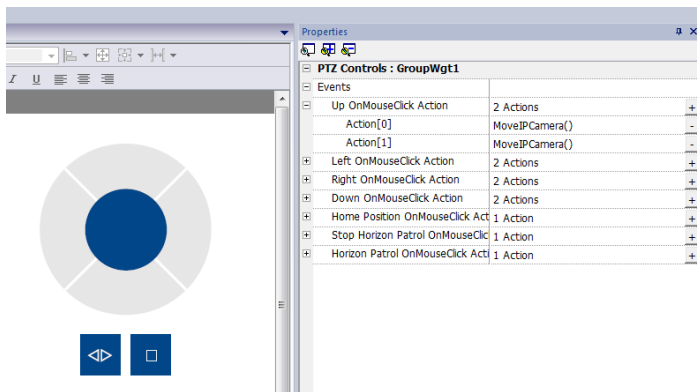 Properties
I U
PTZ Controls : GroupWgt1
Events
Up OnMouseClick Action 2 Actions +
Action[0] MoveIPCamera() -
Action[1] MoveIPCamera() -
Left OnMouseClick Action 2 Actions +
Right OnMouseClick Action 2 Actions +
Down OnMouseClick Action 2 Actions +
Home Position OnMouseClick Act 1 Action +
Stop Horizon Patrol OnMouseClic 1 Action +
Horizon Patrol OnMouseClick Acti 1 Action +